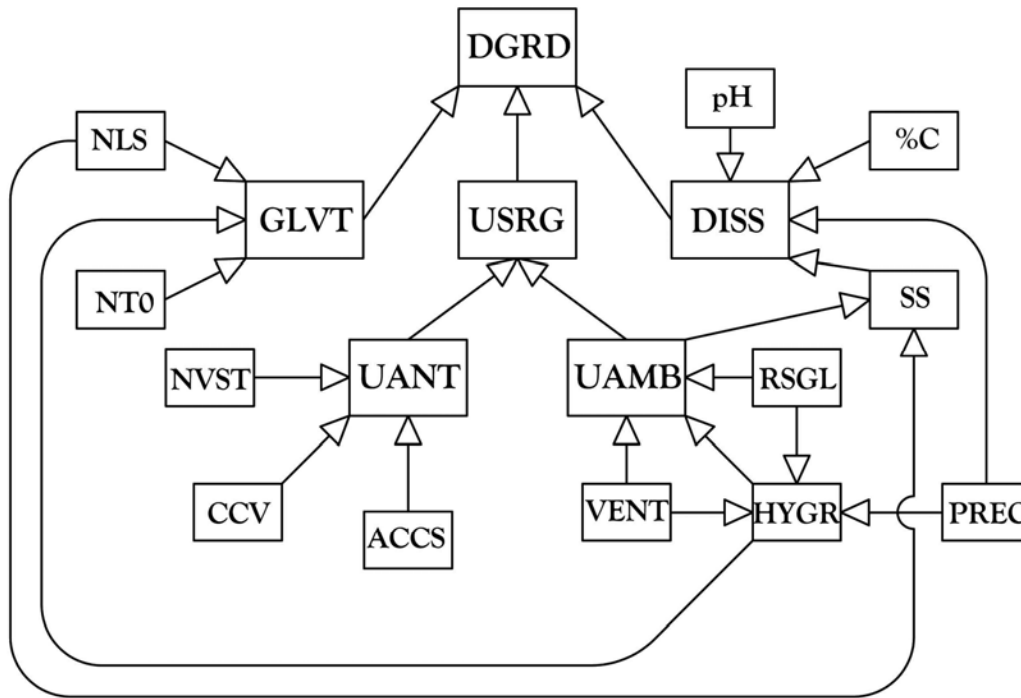 DGRD
pH
NLS
%C
GLVT
USRG
DISS
NT0
SS
NVST
UANT
UAMB
RSGL
CCV
ACCS
VENT
HYGR
PREC